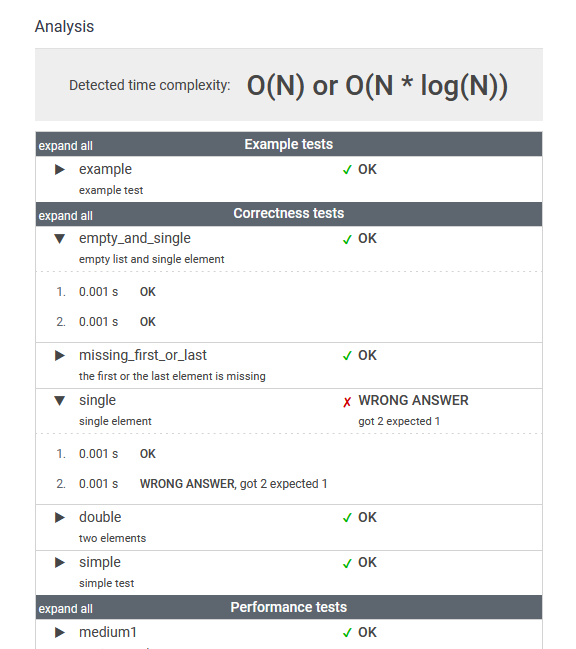 Analysis
Detected time complexity: O(N) or O(N * log(N))
expand all Example tests
▶ example ✓ OK
example test
expand all Correctness tests
▼ empty_and_single ✓ OK
empty list and single element
1. 0.001 s OK
2. 0.001 s OK
▶ missing_first_or_last ✓ OK
the first or the last element is missing
▼ single ✗ WRONG ANSWER
single element got 2 expected 1
1. 0.001 s OK
2. 0.001 s WRONG ANSWER, got 2 expected 1
▶ double ✓ OK
two elements
▶ simple ✓ OK
simple test
expand all Performance tests
▶ medium1 ✓ OK